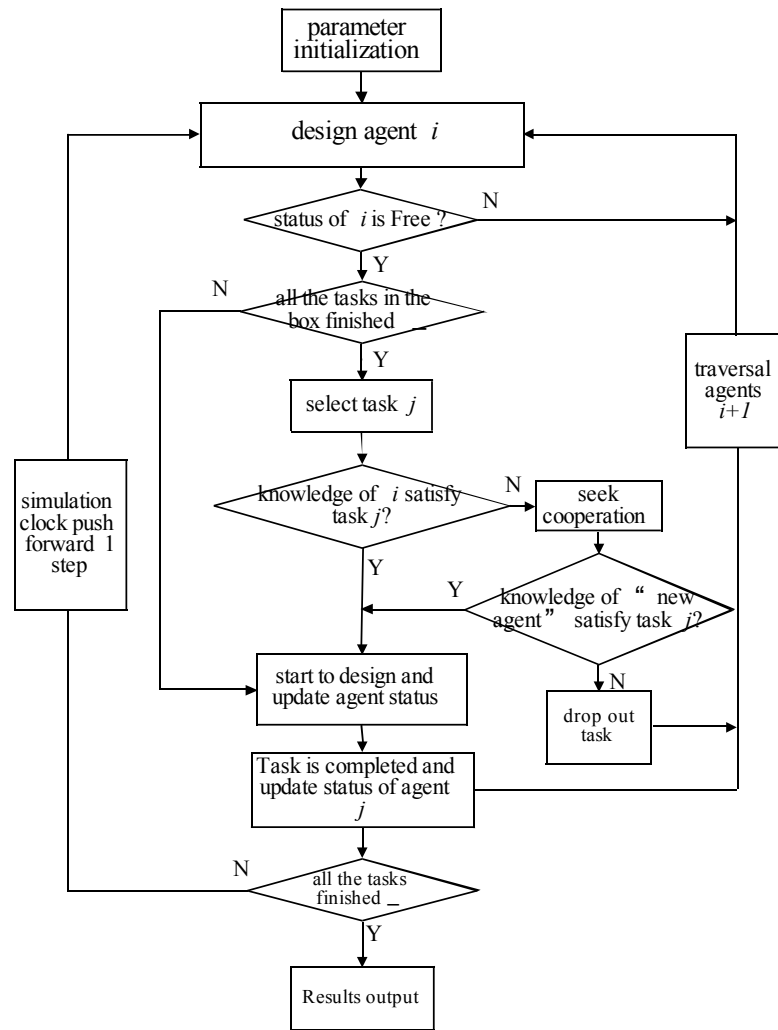 parameter
initialization
design agent i
status of i is Free ?
N
Y
all the tasks in the
box finished _
N
Y
traversal
agents
i+1
select task j
knowledge of i satisfy
task j?
N
seek
cooperation
simulation
clock push
forward 1
step
Y
Y
knowledge of “ new
agent” satisfy task j?
start to design and
update agent status
N
drop out
task
Task is completed and
update status of agent
j
N
all the tasks
finished _
Y
Results output